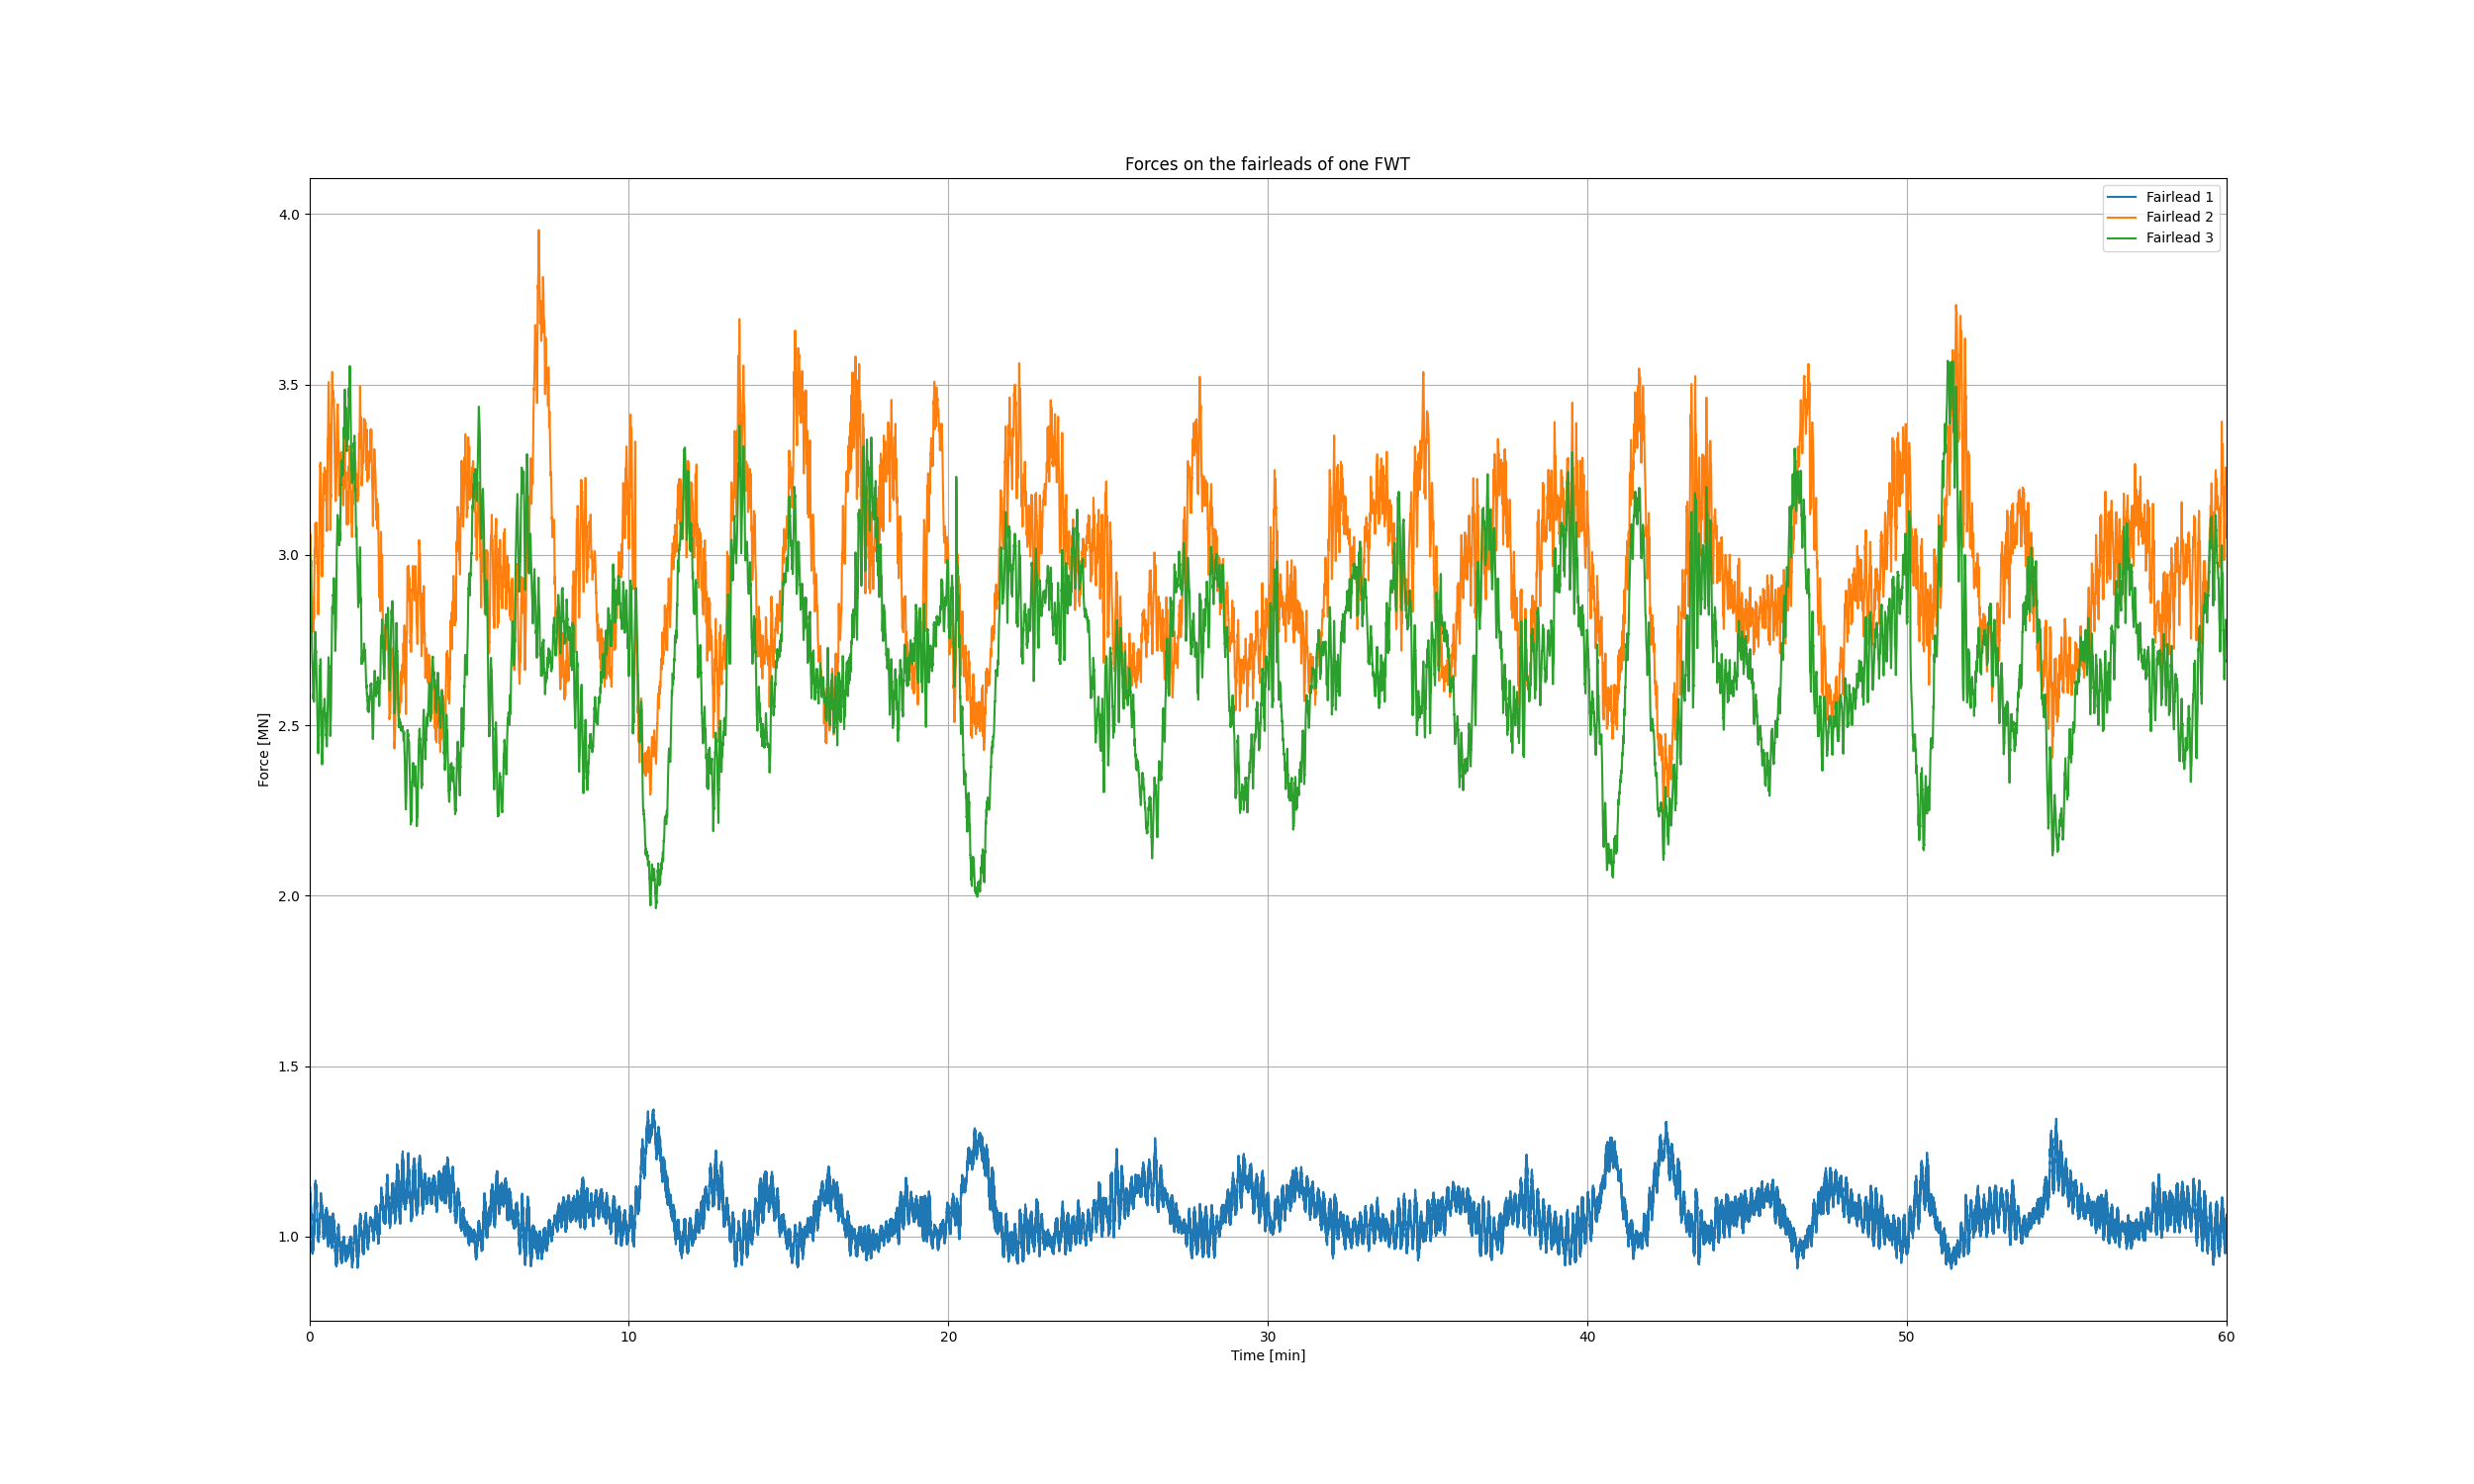 Forces on the fairleads of one FWT
Fairlead 1
Fairlead 2
Fairlead 3
Force [MN]
4.0
3.5
3.0
2.5
2.0
1.5
1.0
0 10 20 30 40 50 60
Time [min]